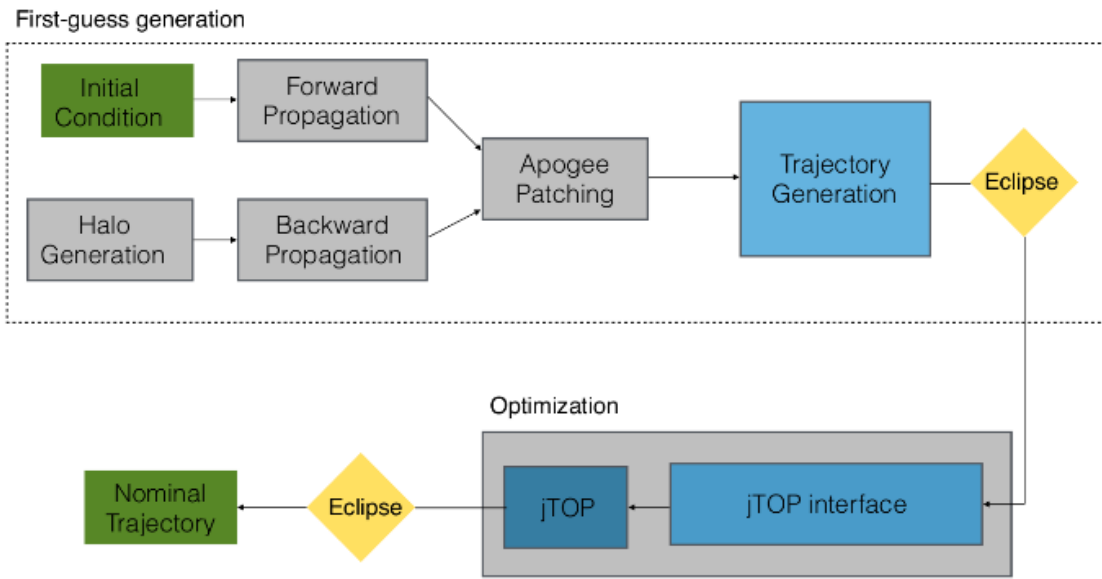 First-guess generation
Initial
Condition
Forward
Propagation
Apogee
Patching
Trajectory
Generation
Eclipse
Halo
Generation
Backward
Propagation
Optimization
Nominal
Trajectory
Eclipse
jTOP
jTOP interface